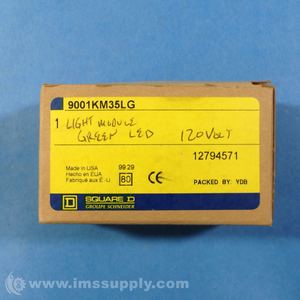 9001KM35LG
1 LIGHT MODULE
GREEN LED 120 VOLT
12794571
Made in USA 9929
Hecho en EUA
Fabriqué aux É.-U 80 CE
PACKED BY: YDB
D SQUARE D
GROUPE SCHNEIDER
www.imssupply.com